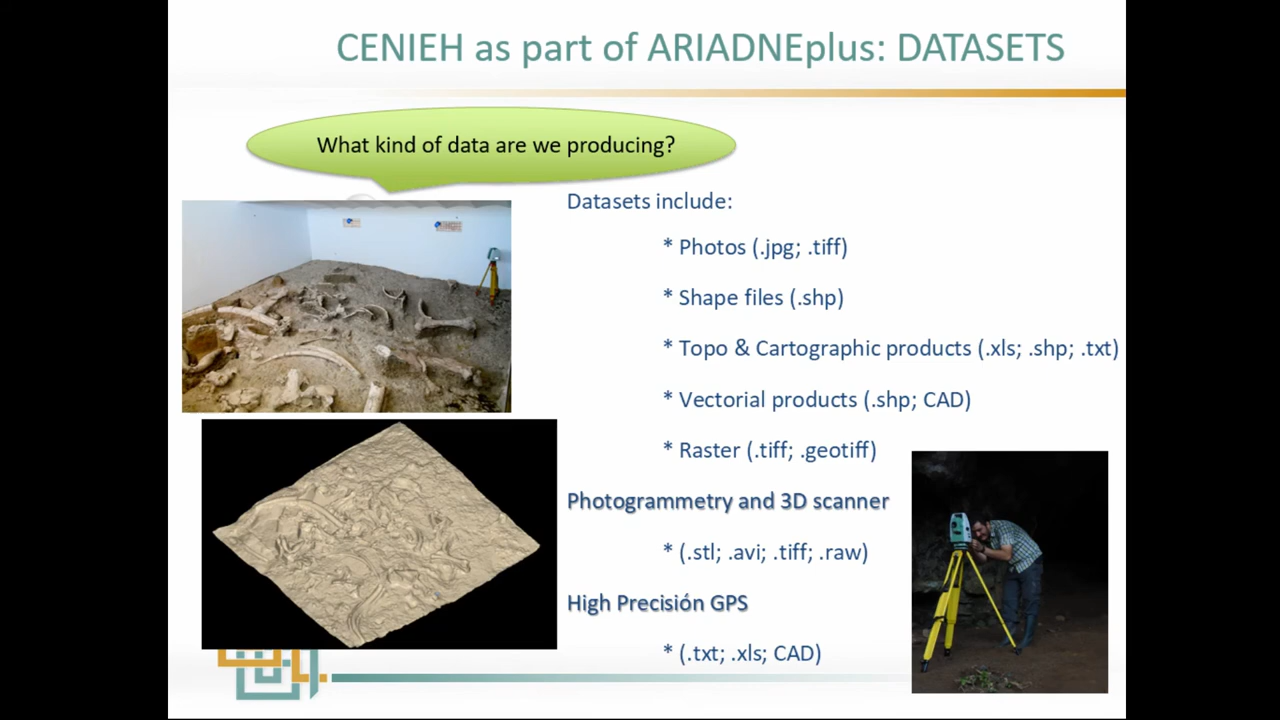 CENIEH as part of ARIADNEplus: DATASETS
What kind of data are we producing?
Datasets include:
* Photos (.jpg; .tiff)
* Shape files (.shp)
* Topo & Cartographic products (.xls; .shp; .txt)
* Vectorial products (.shp; CAD)
* Raster (.tiff; .geotiff)
Photogrammetry and 3D scanner
* (.stl; .avi; .tiff; .raw)
High Precisión GPS
* (.txt; .xls; CAD)